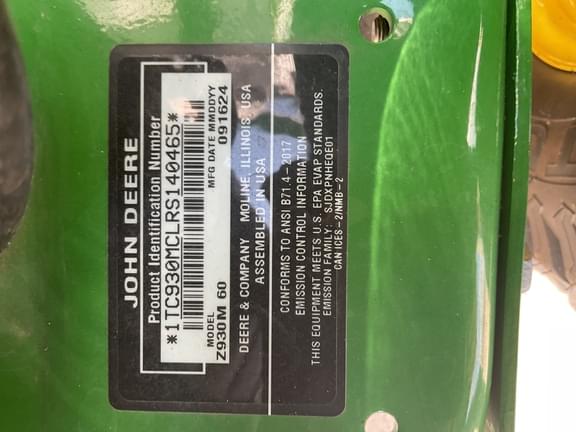 JOHN DEERE
Product Identification Number
*1TC930MCLRS140465*
MODEL MFG DATE MMDDYY
Z930M 60 091624
DEERE & COMPANY MOLINE, ILLINOIS, USA
ASSEMBLED IN USA
CONFORMS TO ANSI B71.4-2017
EMISSION CONTROL INFORMATION
THIS EQUIPMENT MEETS U.S. EPA EVAP STANDARDS.
EMISSION FAMILY: SJDXPNHEQE01
CAN ICES-2/NMB-2